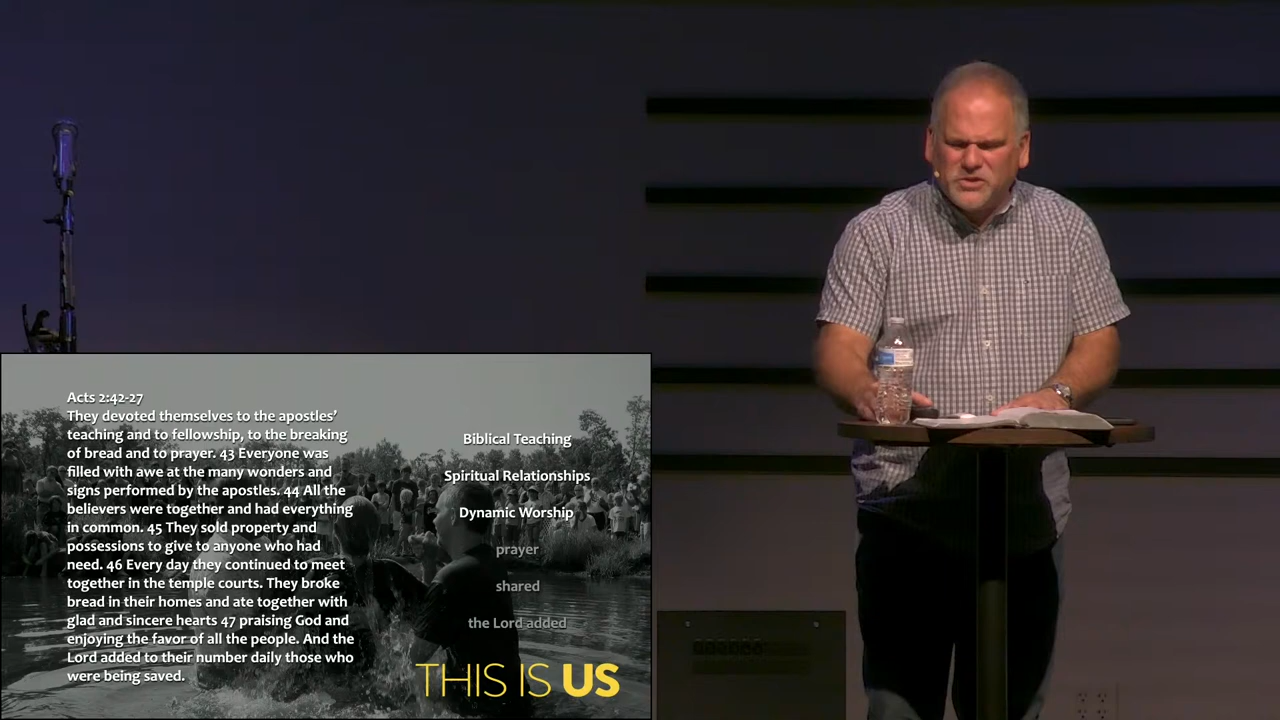 Acts 2:42-27
They devoted themselves to the apostles'
teaching and to fellowship, to the breaking
of bread and to prayer. 43 Everyone was
filled with awe at the many wonders and
signs performed by the apostles. 44 All the
believers were together and had everything
in common. 45 They sold property and
possessions to give to anyone who had
need. 46 Every day they continued to meet
together in the temple courts. They broke
bread in their homes and ate together with
glad and sincere hearts 47 praising God and
enjoying the favor of all the people. And the
Lord added to their number daily those who
were being saved.
Biblical Teaching
Spiritual Relationships
Dynamic Worship
prayer
shared
the Lord added
THIS IS US